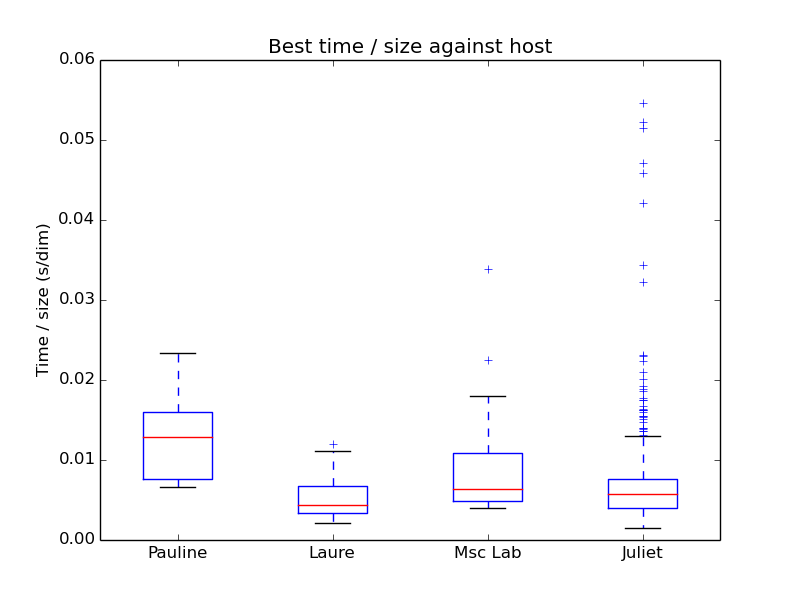 Best time / size against host
0.06
0.05
0.04
0.03
0.02
0.01
0.00
Time / size (s/dim)
Pauline Laure Msc Lab Juliet